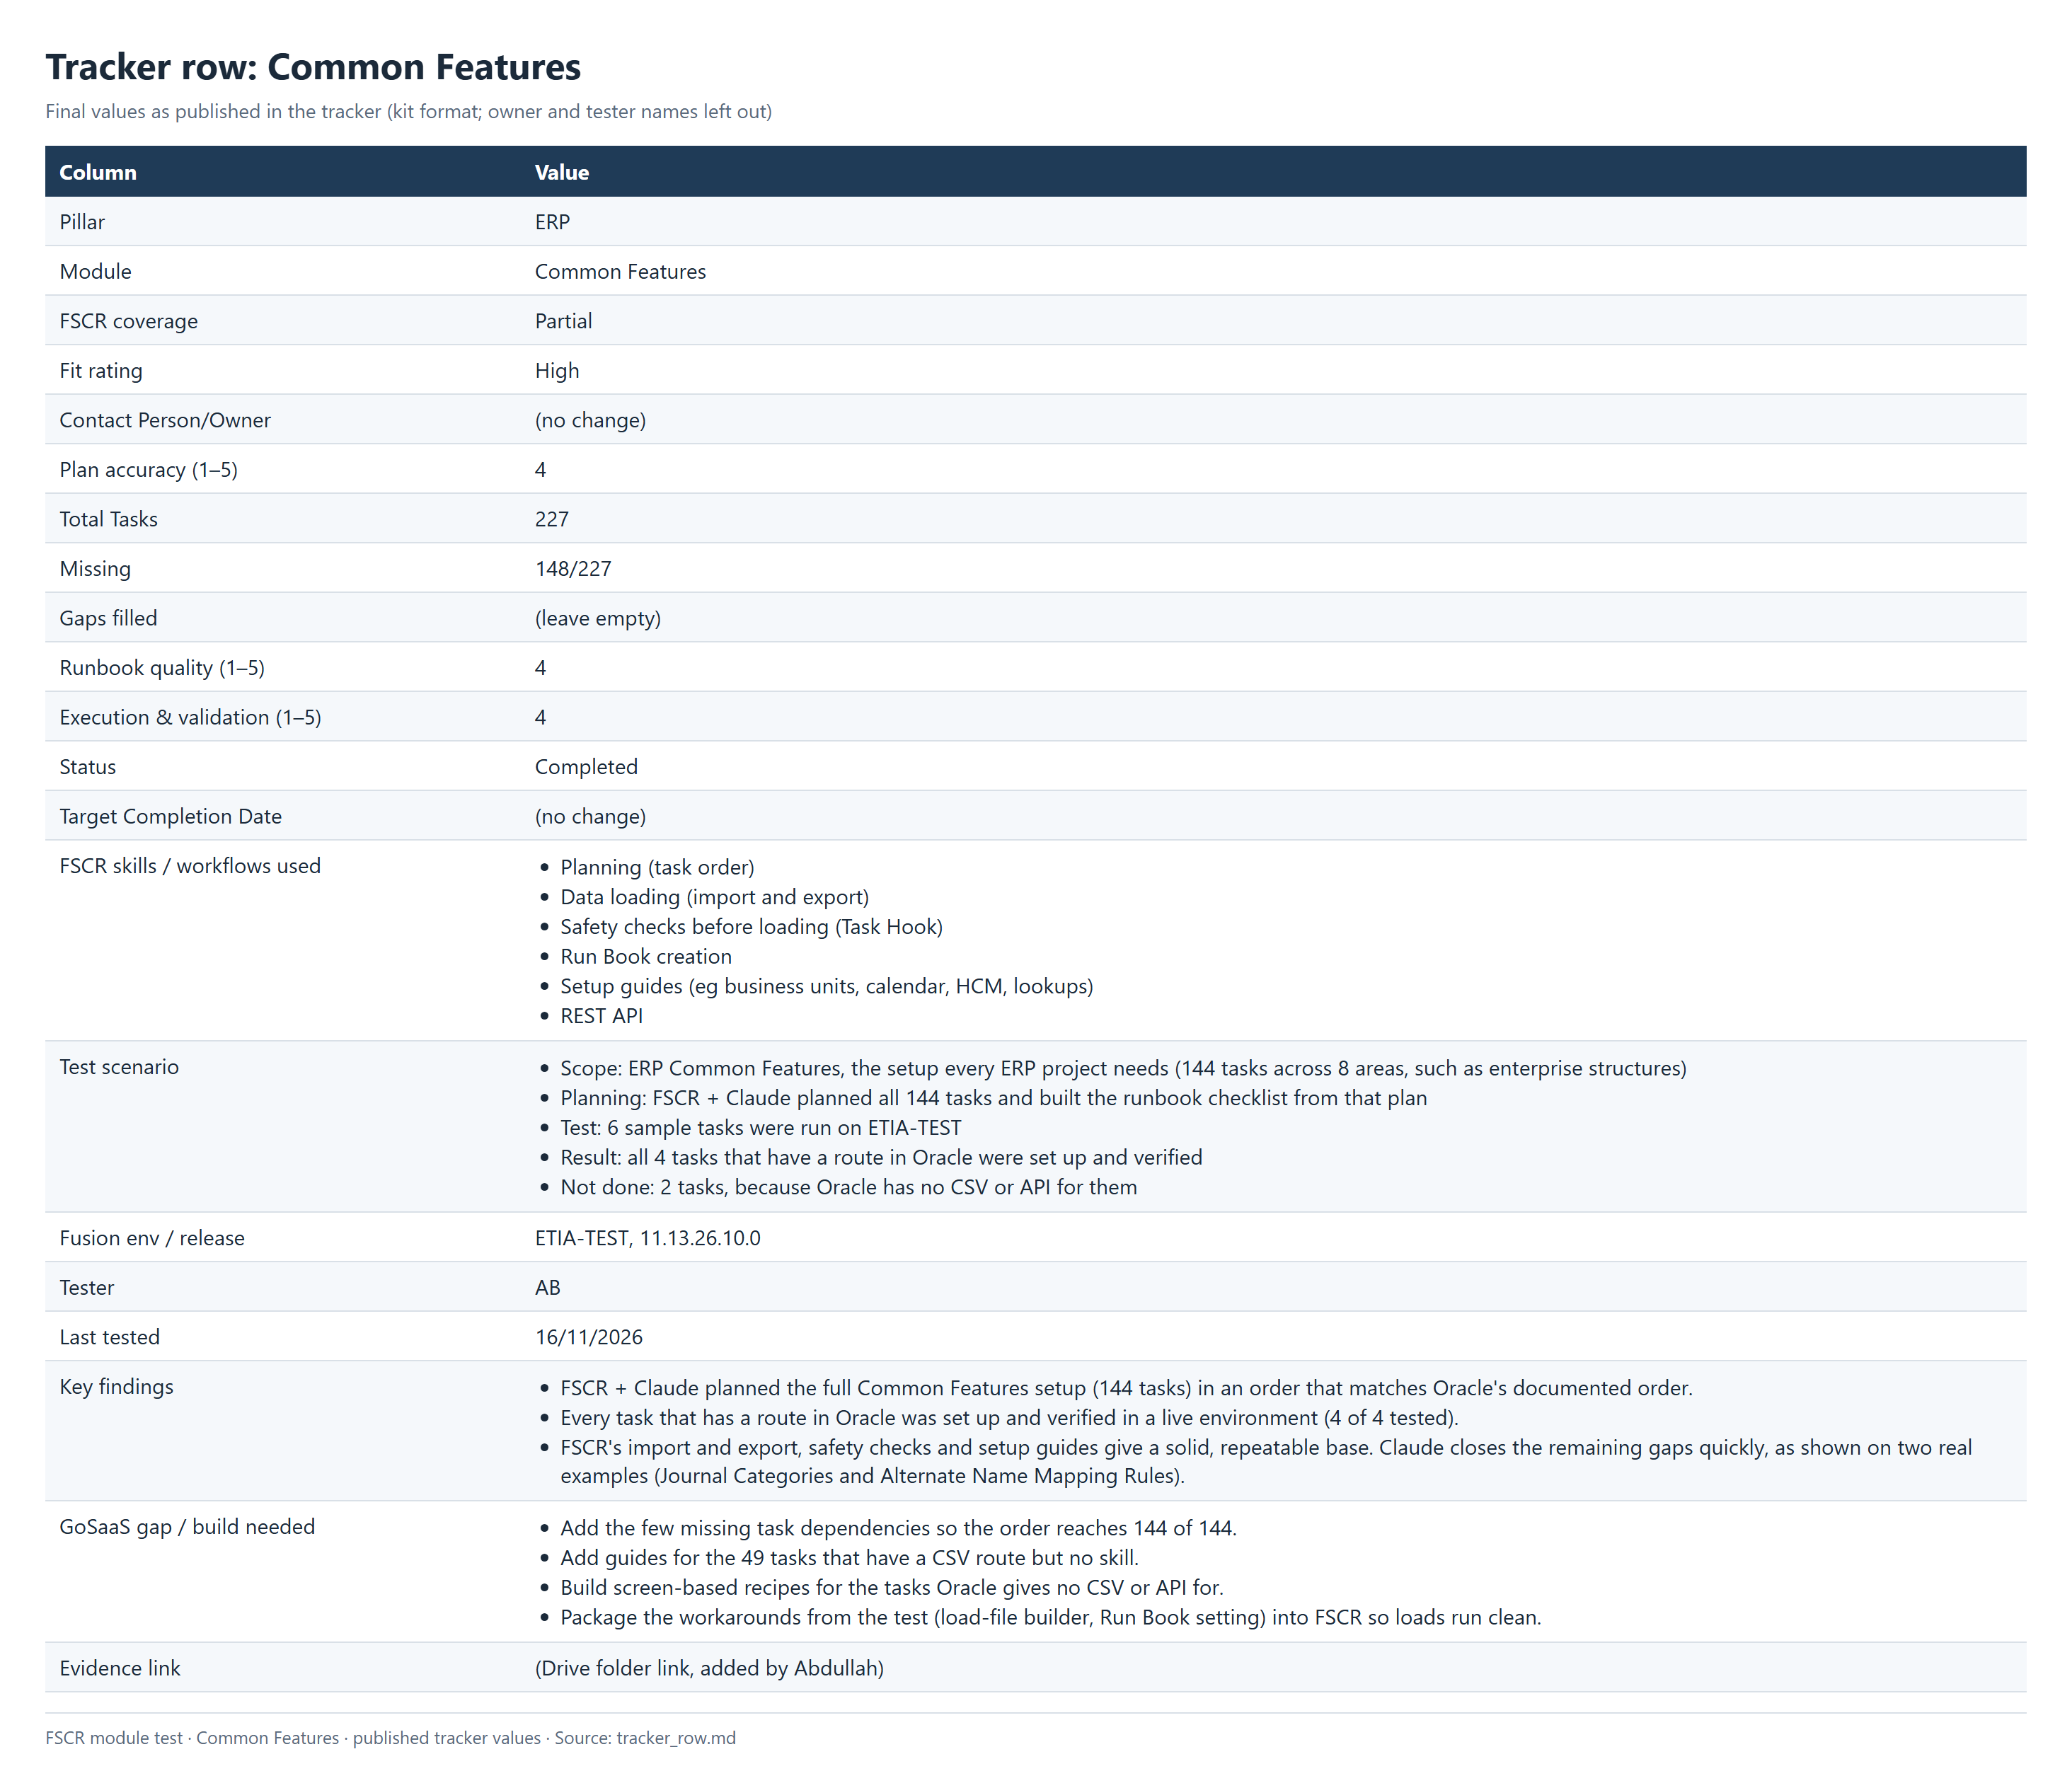 Tracker row: Common Features
Final values as published in the tracker (kit format; owner and tester names left out)
Column Value
Pillar ERP
Module Common Features
FSCR coverage Partial
Fit rating High
Contact Person/Owner (no change)
Plan accuracy (1–5) 4
Total Tasks 227
Missing 148/227
Gaps filled (leave empty)
Runbook quality (1–5) 4
Execution & validation (1–5) 4
Status Completed
Target Completion Date (no change)
FSCR skills / workflows used • Planning (task order)
• Data loading (import and export)
• Safety checks before loading (Task Hook)
• Run Book creation
• Setup guides (eg business units, calendar, HCM, lookups)
• REST API
Test scenario • Scope: ERP Common Features, the setup every ERP project needs (144 tasks across 8 areas, such as enterprise structures)
• Planning: FSCR + Claude planned all 144 tasks and built the runbook checklist from that plan
• Test: 6 sample tasks were run on ETIA-TEST
• Result: all 4 tasks that have a route in Oracle were set up and verified
• Not done: 2 tasks, because Oracle has no CSV or API for them
Fusion env / release ETIA-TEST, 11.13.26.10.0
Tester AB
Last tested 16/11/2026
Key findings • FSCR + Claude planned the full Common Features setup (144 tasks) in an order that matches Oracle's documented order.
• Every task that has a route in Oracle was set up and verified in a live environment (4 of 4 tested).
• FSCR's import and export, safety checks and setup guides give a solid, repeatable base. Claude closes the remaining gaps quickly, as shown on two real
examples (Journal Categories and Alternate Name Mapping Rules).
GoSaaS gap / build needed • Add the few missing task dependencies so the order reaches 144 of 144.
• Add guides for the 49 tasks that have a CSV route but no skill.
• Build screen-based recipes for the tasks Oracle gives no CSV or API for.
• Package the workarounds from the test (load-file builder, Run Book setting) into FSCR so loads run clean.
Evidence link (Drive folder link, added by Abdullah)
FSCR module test · Common Features · published tracker values · Source: tracker_row.md